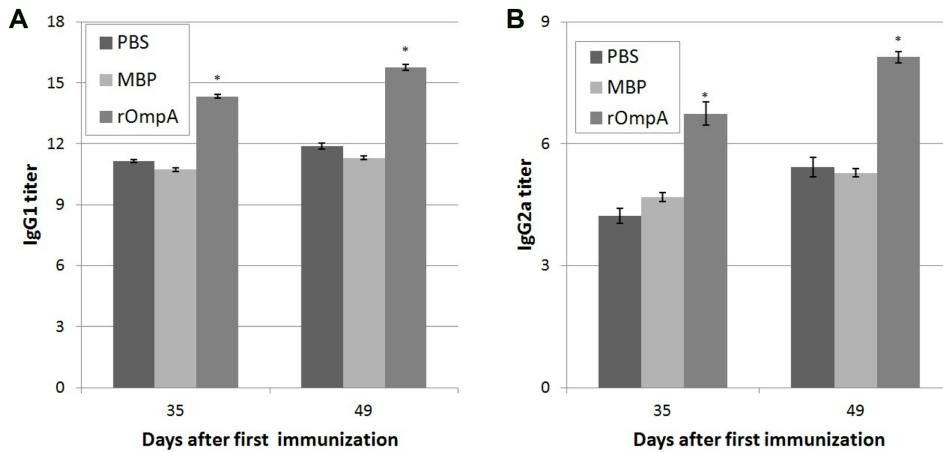 A
IgG1 titer
18
15
12
9
6
3
0
PBS
MBP
rOmpA
*
*
35
49
Days after first immunization
B
IgG2a titer
9
6
3
0
PBS
MBP
rOmpA
*
*
35
49
Days after first immunization